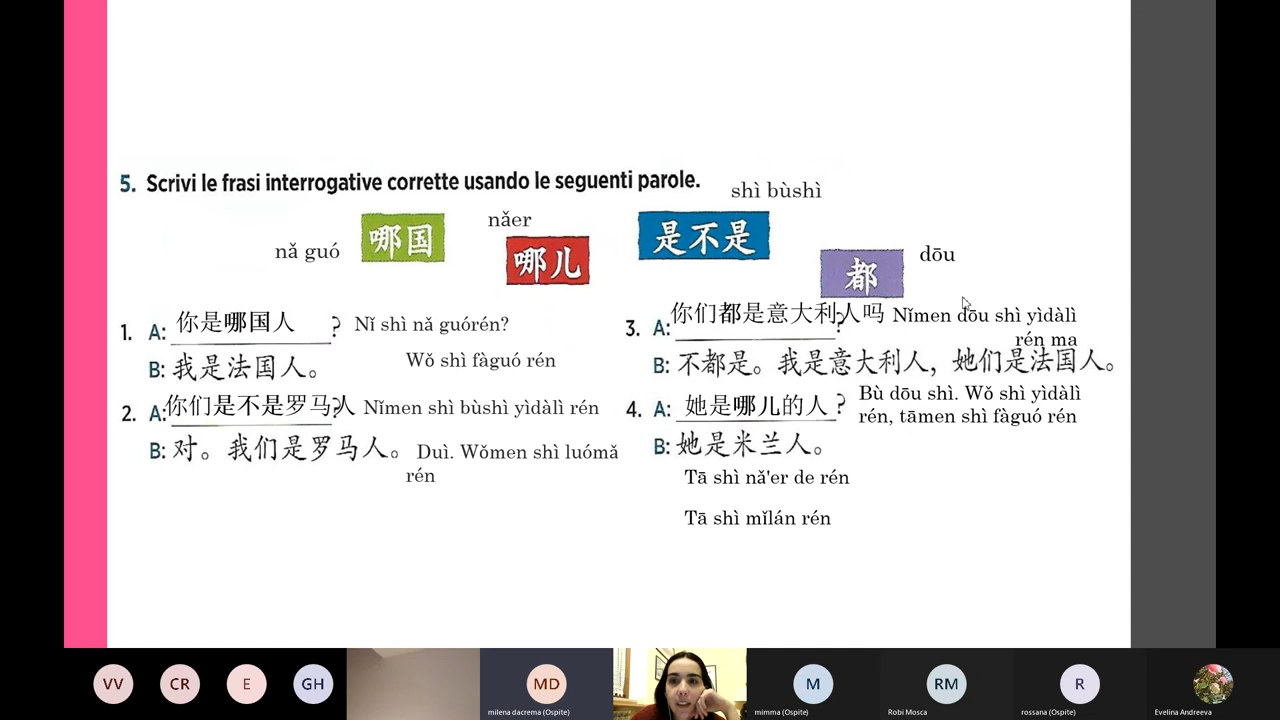 5. Scrivi le frasi interrogative corrette usando le seguenti parole.
shì bùshì
nǎer
nǎ guó
哪国
哪儿
是不是
都
dōu
1. A: 你是哪国人 ? Nǐ shì nǎ guórén?
B: 我是法国人。 Wǒ shì fàguó rén
2. A: 你们是不是罗马人 ? Nǐmen shì bùshì yìdàlì rén
B: 对。我们是罗马人。 Duì. Wǒmen shì luómǎ
rén
3. A: 你们都是意大利人吗 ? Nǐmen dōu shì yìdàlì
rén ma
B: 不都是。我是意大利人，她们是法国人。
Bù dōu shì. Wǒ shì yìdàlì
rén, tāmen shì fàguó rén
4. A: 她是哪儿的人 ?
B: 她是米兰人。
Tā shì nǎ'er de rén
Tā shì mǐlán rén
VV
CR
E
GH
MD
milena dacrema (Ospite)
M
mimma (Ospite)
RM
Robi Mosca
R
rossana (Ospite)
Evelina Andreeva